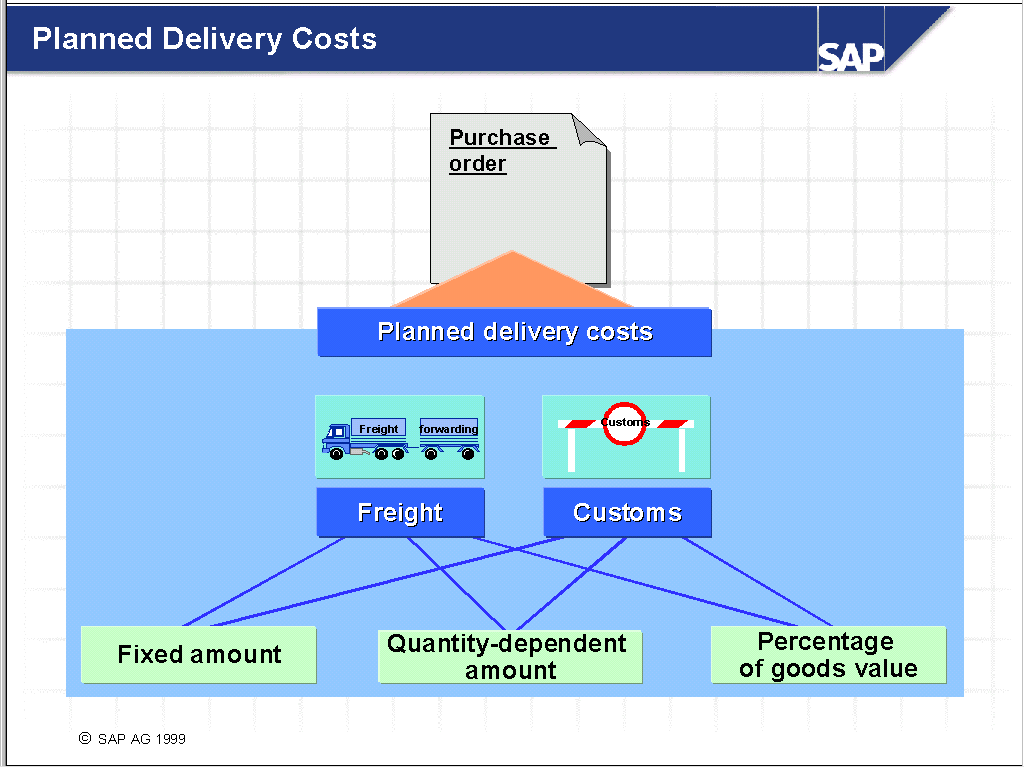 Planned Delivery Costs
SAP
Purchase
order
Planned delivery costs
Freight forwarding
Customs
Freight
Customs
Fixed amount
Quantity-dependent
amount
Percentage
of goods value
© SAP AG 1999